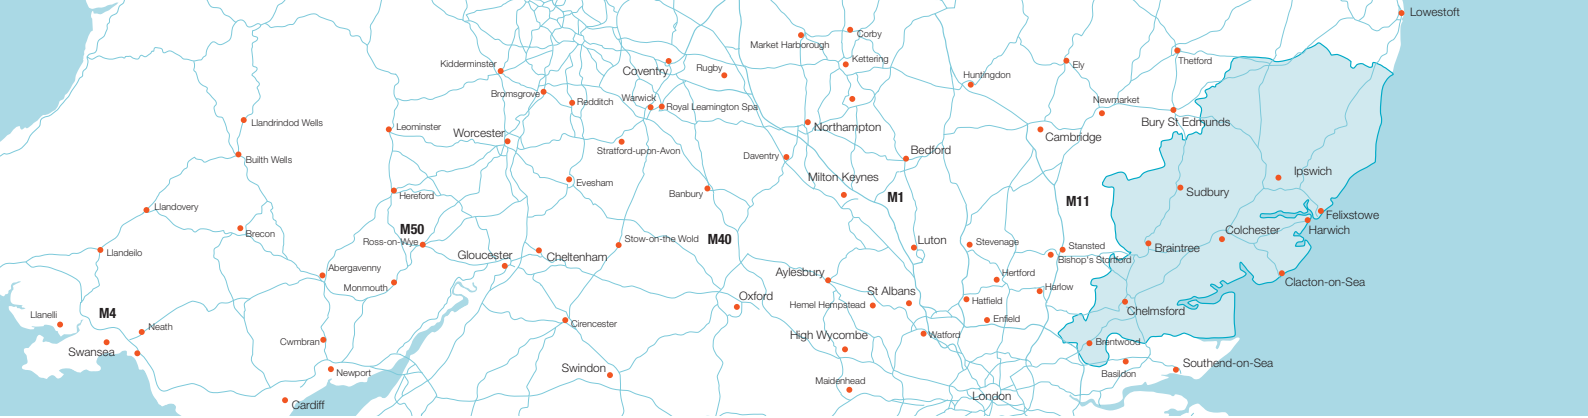 Lowestoft
Corby
Market Harborough
Kettering
Thetford
Kidderminster
Coventry
Rugby
Ely
Huntingdon
Bromsgrove
Redditch
Warwick
Royal Leamington Spa
Newmarket
Llandrindod Wells
Leominster
Worcester
Northampton
Bury St Edmunds
Cambridge
Stratford-upon-Avon
Daventry
Bedford
Builth Wells
Evesham
Milton Keynes
Ipswich
Hereford
Banbury
M1
M11
Sudbury
Llandovery
Felixstowe
Brecon
M50
Ross-on-Wye
Stow-on-the Wold
M40
Luton
Stevenage
Colchester
Harwich
Llandeilo
Gloucester
Cheltenham
Stansted
Bishop's Stortford
Braintree
Abergavenny
Monmouth
Aylesbury
Hertford
Clacton-on-Sea
Oxford
St Albans
Hemel Hempstead
Hatfield
Harlow
Chelmsford
Llanelli
M4
Neath
Cirencester
Enfield
Swansea
Cwmbran
High Wycombe
Watford
Brentwood
Newport
Swindon
Maidenhead
Basildon
Southend-on-Sea
Cardiff
London